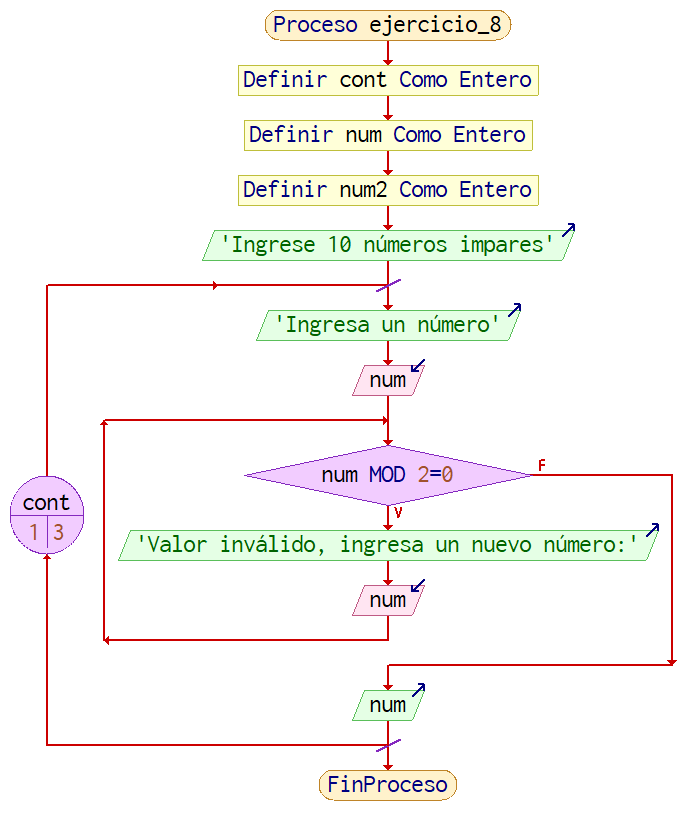 Proceso ejercicio_8
Definir cont Como Entero
Definir num Como Entero
Definir num2 Como Entero
'Ingrese 10 números impares'
'Ingresa un número'
num
num MOD 2=0
F
V
cont
1 3
'Valor inválido, ingresa un nuevo número:'
num
num
FinProceso